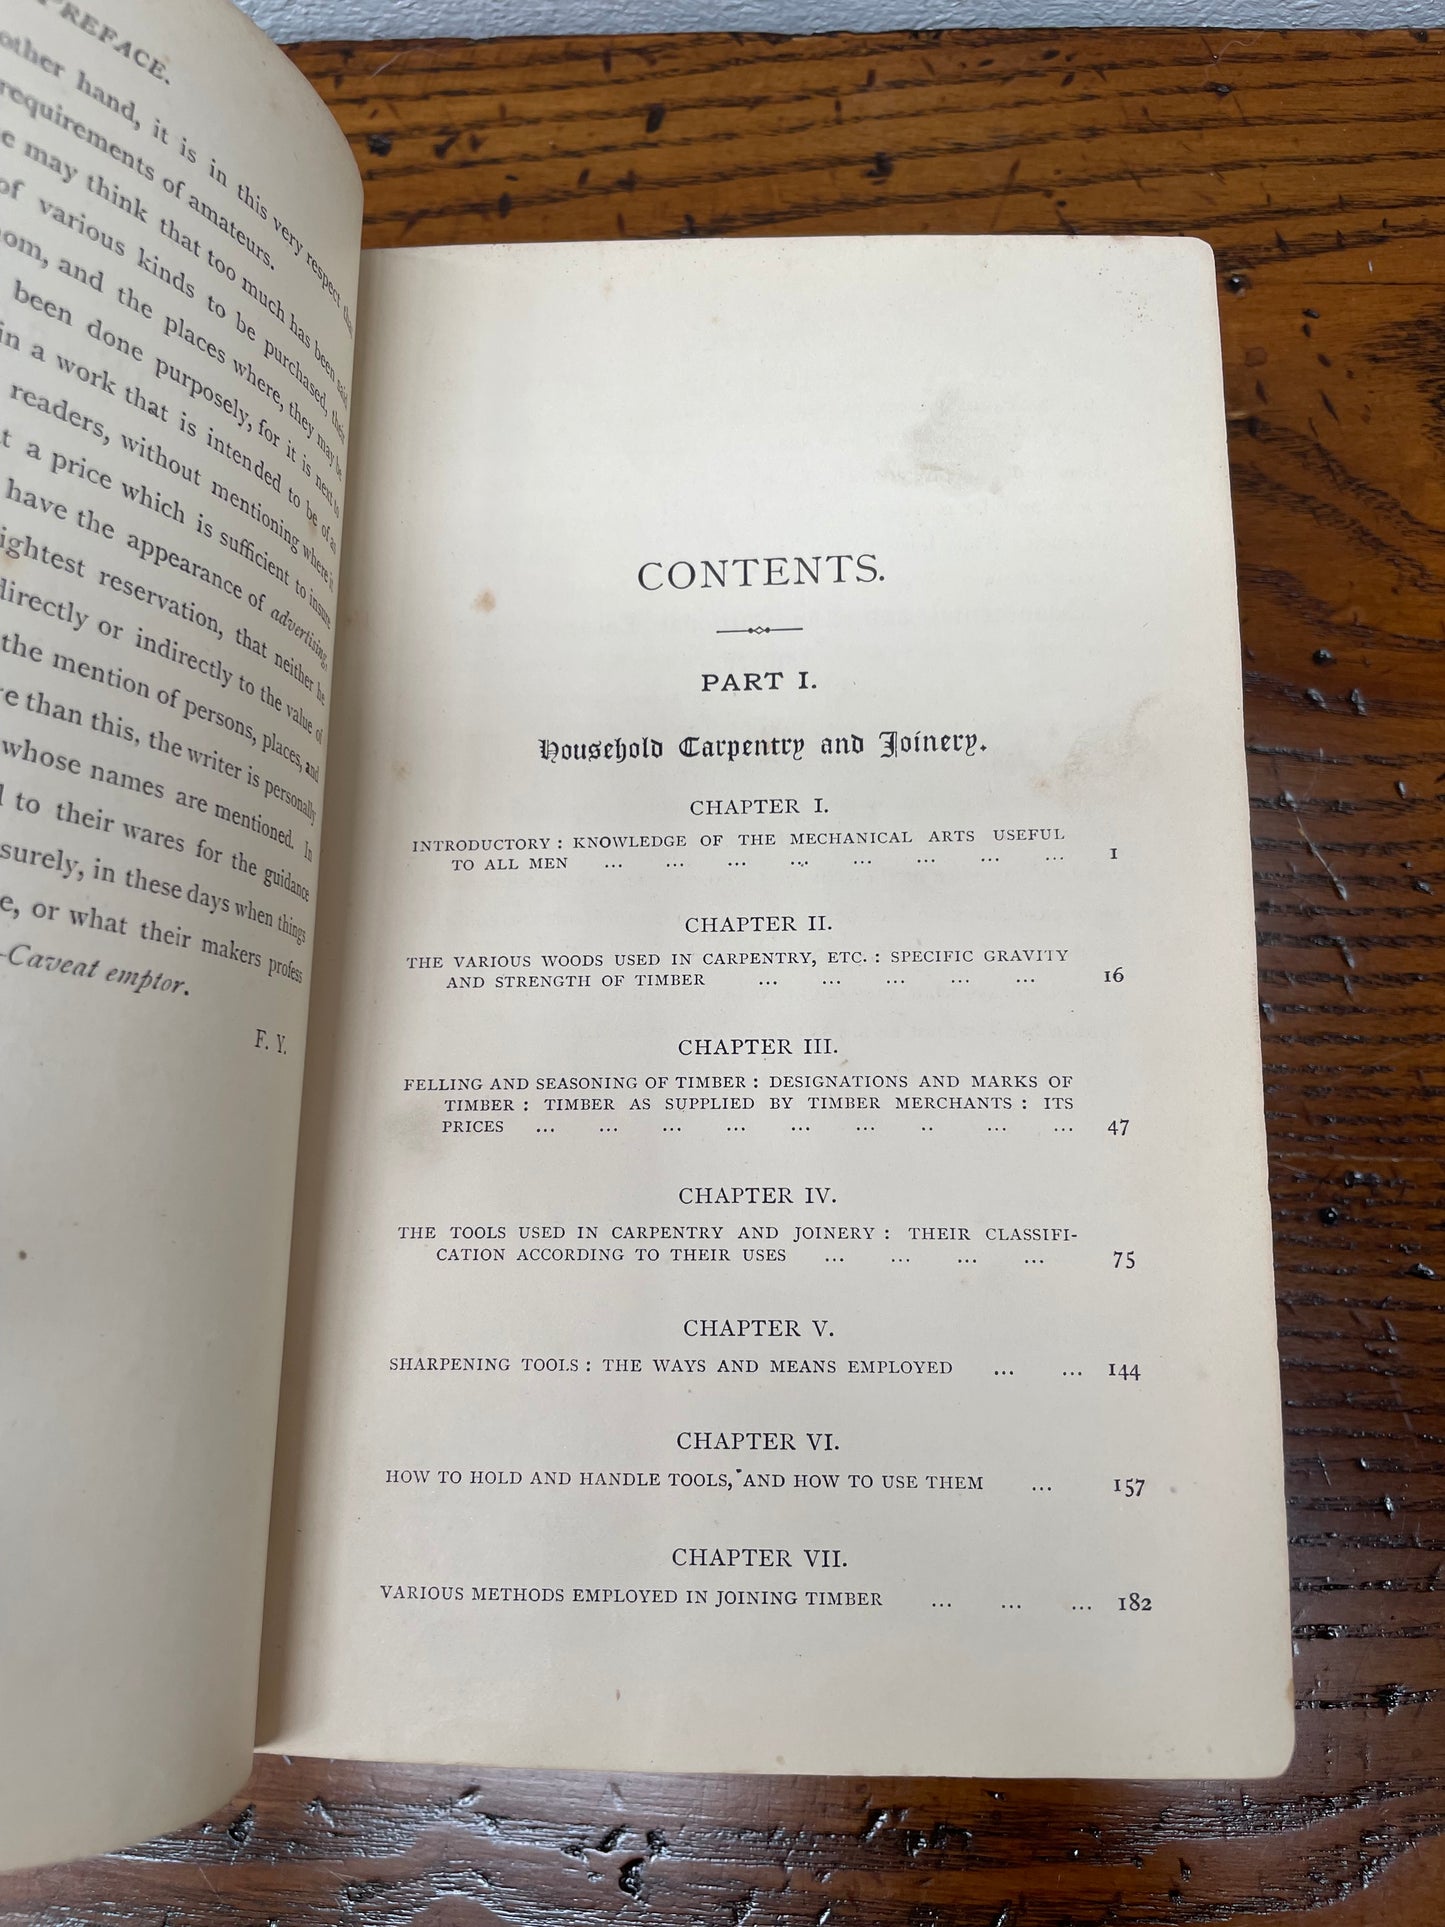 PREFACE.
other hand, it is in this very respect that
requirements of amateurs.
e may think that too much has been said
of various kinds to be purchased, their
om, and the places where, they may be
been done purposely, for it is next to
in a work that is intended to be of as
readers, without mentioning where it
t a price which is sufficient to insure
have the appearance of advertising,
ightest reservation, that neither he
directly or indirectly to the value of
the mention of persons, places, and
re than this, the writer is personally
whose names are mentioned. In
l to their wares for the guidance
surely, in these days when things
e, or what their makers profess
—Caveat emptor.
F. Y.
CONTENTS.
PART I.
Household Carpentry and Joinery.
CHAPTER I.
INTRODUCTORY : KNOWLEDGE OF THE MECHANICAL ARTS USEFUL
TO ALL MEN ... ... ... ... ... ... ... ... 1
CHAPTER II.
THE VARIOUS WOODS USED IN CARPENTRY, ETC. : SPECIFIC GRAVITY
AND STRENGTH OF TIMBER ... ... ... ... ... 16
CHAPTER III.
FELLING AND SEASONING OF TIMBER : DESIGNATIONS AND MARKS OF
TIMBER : TIMBER AS SUPPLIED BY TIMBER MERCHANTS : ITS
PRICES ... ... ... ... ... ... .. ... ... 47
CHAPTER IV.
THE TOOLS USED IN CARPENTRY AND JOINERY : THEIR CLASSIFI-
CATION ACCORDING TO THEIR USES ... ... ... ... 75
CHAPTER V.
SHARPENING TOOLS : THE WAYS AND MEANS EMPLOYED ... ... 144
CHAPTER VI.
HOW TO HOLD AND HANDLE TOOLS, AND HOW TO USE THEM ... 157
CHAPTER VII.
VARIOUS METHODS EMPLOYED IN JOINING TIMBER ... ... ... 182